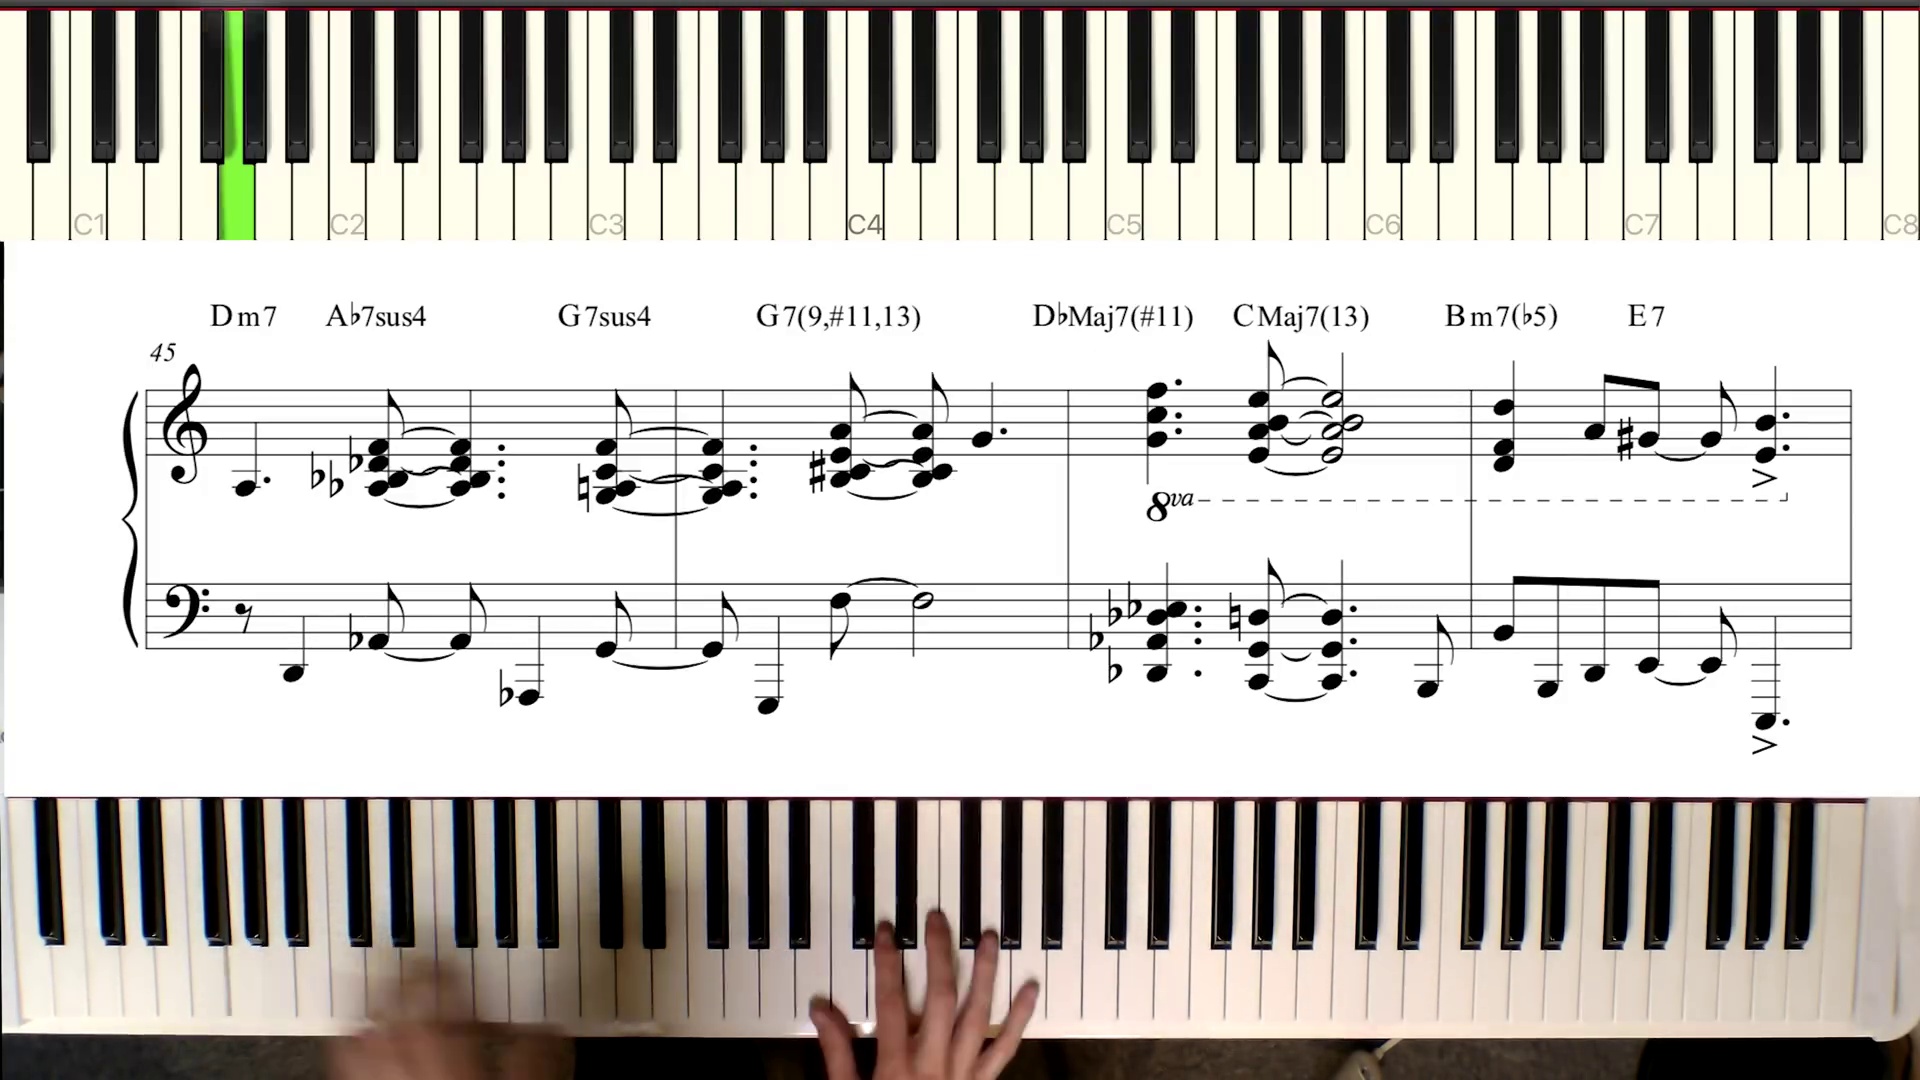 C1 C2 C3 C4 C5 C6 C7 C8
Dm7 A♭7sus4 G7sus4 G7(9,#11,13) D♭Maj7(#11) CMaj7(13) Bm7(♭5) E7
45
8va